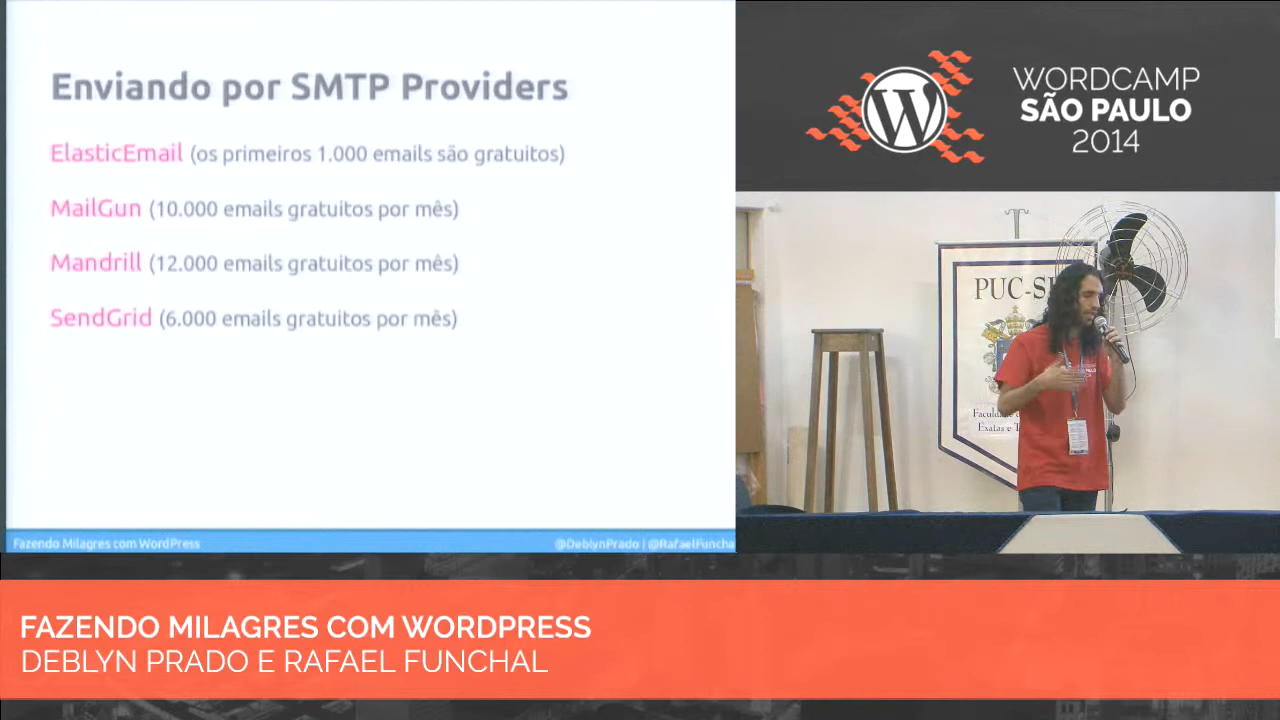 Enviando por SMTP Providers
ElasticEmail (os primeiros 1.000 emails são gratuitos)
MailGun (10.000 emails gratuitos por mês)
Mandrill (12.000 emails gratuitos por mês)
SendGrid (6.000 emails gratuitos por mês)
Fazendo Milagres com WordPress
@DeblynPrado | @RafaelFuncha
WORDCAMP
SÃO PAULO
2014
PUC-S
Exatas e T
FAZENDO MILAGRES COM WORDPRESS
DEBLYN PRADO E RAFAEL FUNCHAL